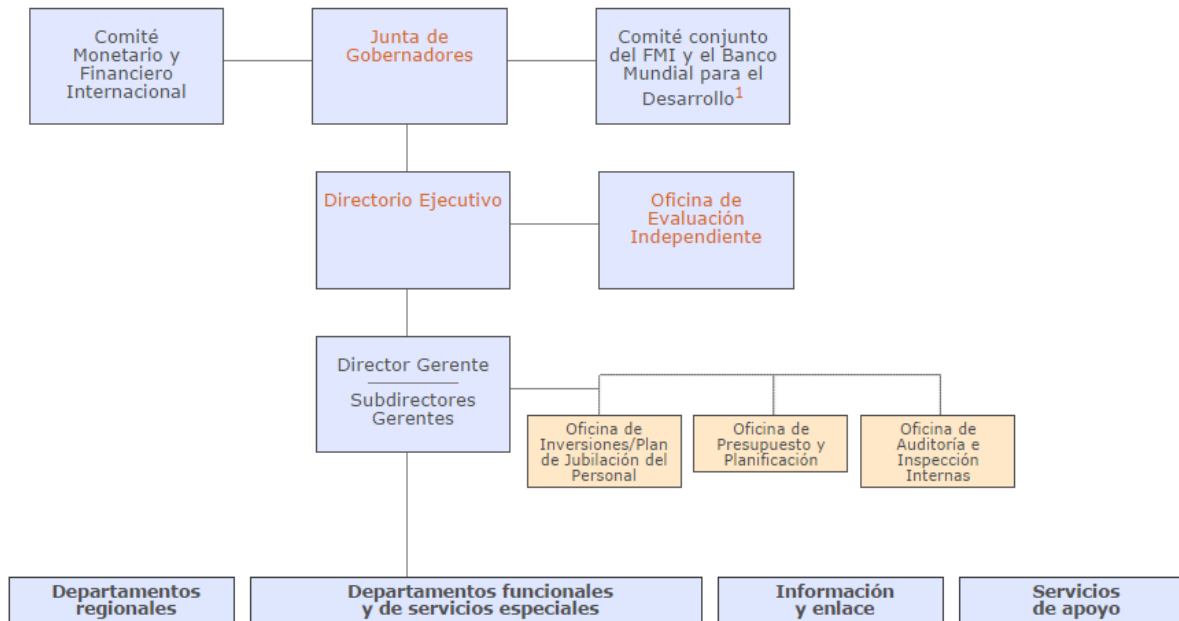 Comité
Monetario y
Financiero
Internacional
Junta de
Gobernadores
Comité conjunto
del FMI y el Banco
Mundial para el
Desarrollo1
Directorio Ejecutivo
Oficina de
Evaluación
Independiente
Director Gerente
Subdirectores
Gerentes
Oficina de
Inversiones/Plan
de Jubilación del
Personal
Oficina de
Presupuesto y
Planificación
Oficina de
Auditoría e
Inspección
Internas
Departamentos
regionales
Departamentos funcionales
y de servicios especiales
Información
y enlace
Servicios
de apoyo